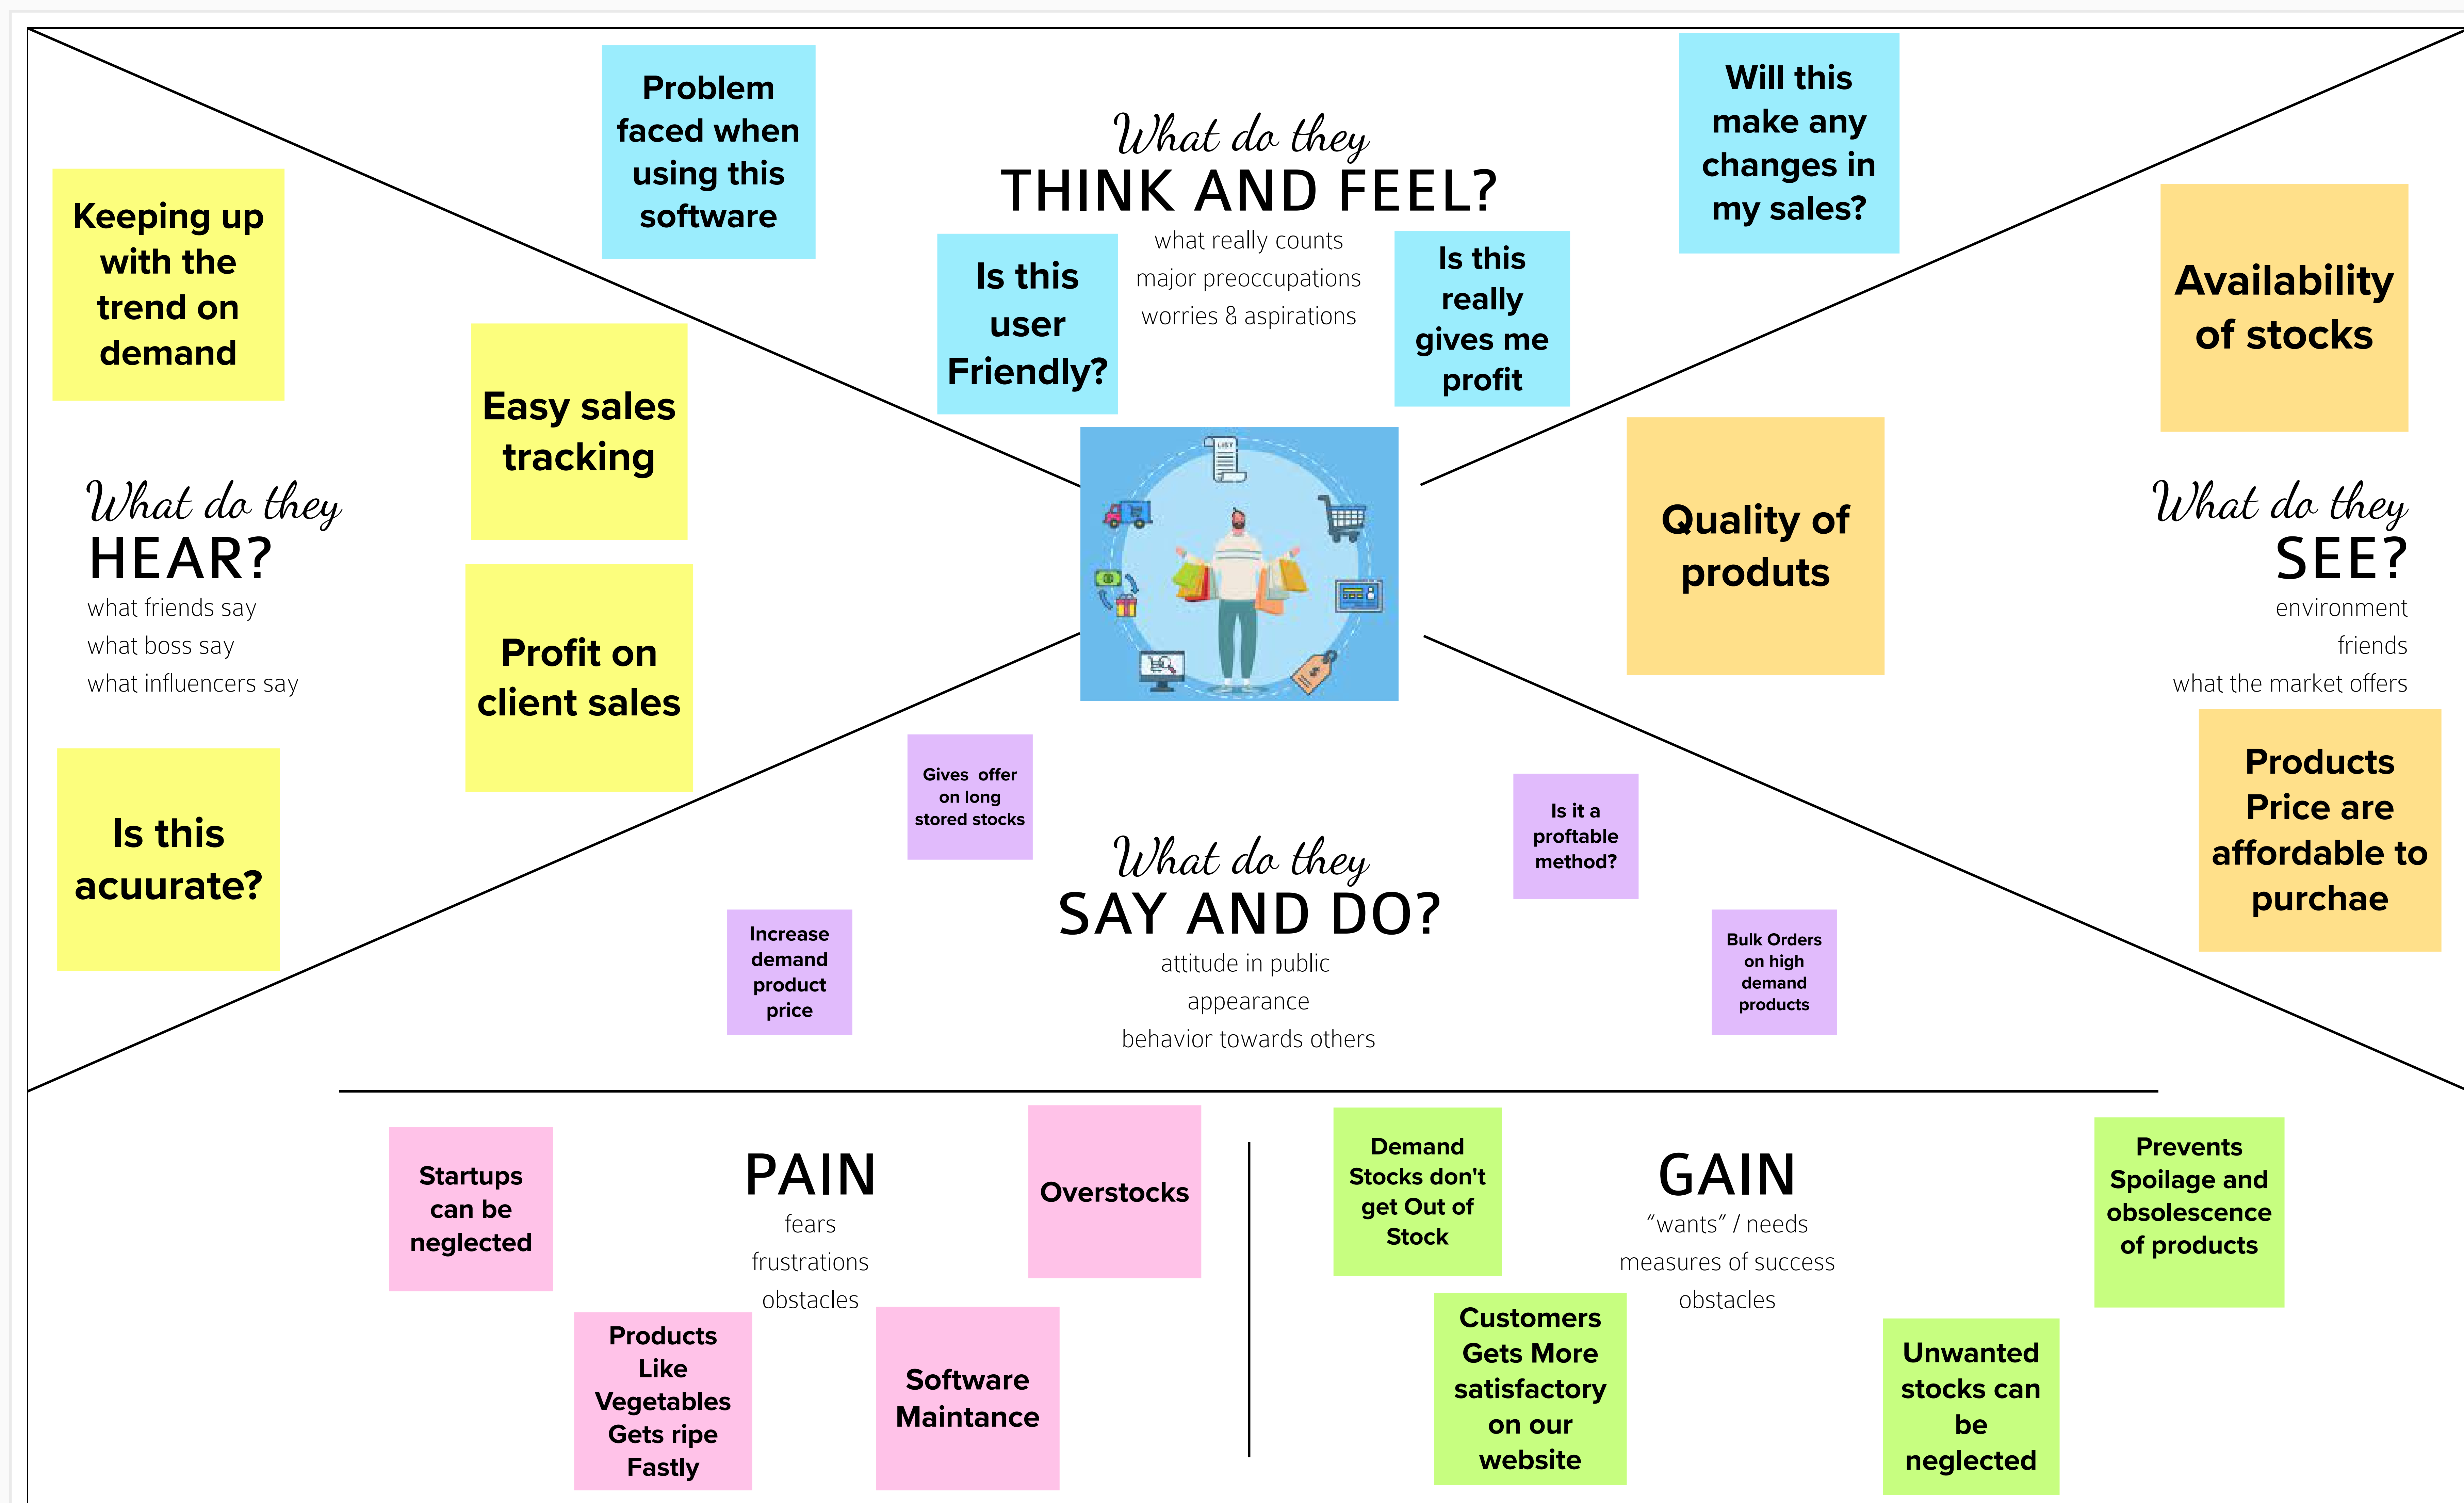 Problem
faced when
using this
software
What do they
THINK AND FEEL?
what really counts
major preoccupations
worries & aspirations
Is this
user
Friendly?
Is this
really
gives me
profit
Will this
make any
changes in
my sales?
Keeping up
with the
trend on
demand
Easy sales
tracking
What do they
HEAR?
what friends say
what boss say
what influencers say
Profit on
client sales
Is this
acuurate?
LIST
Availability
of stocks
Quality of
produts
What do they
SEE?
environment
friends
what the market offers
Products
Price are
affordable to
purchae
Gives offer
on long
stored stocks
Increase
demand
product
price
What do they
SAY AND DO?
attitude in public
appearance
behavior towards others
Is it a
proftable
method?
Bulk Orders
on high
demand
products
Startups
can be
neglected
PAIN
fears
frustrations
obstacles
Overstocks
Products
Like
Vegetables
Gets ripe
Fastly
Software
Maintance
Demand
Stocks don't
get Out of
Stock
GAIN
“wants” / needs
measures of success
obstacles
Prevents
Spoilage and
obsolescence
of products
Customers
Gets More
satisfactory
on our
website
Unwanted
stocks can
be
neglected